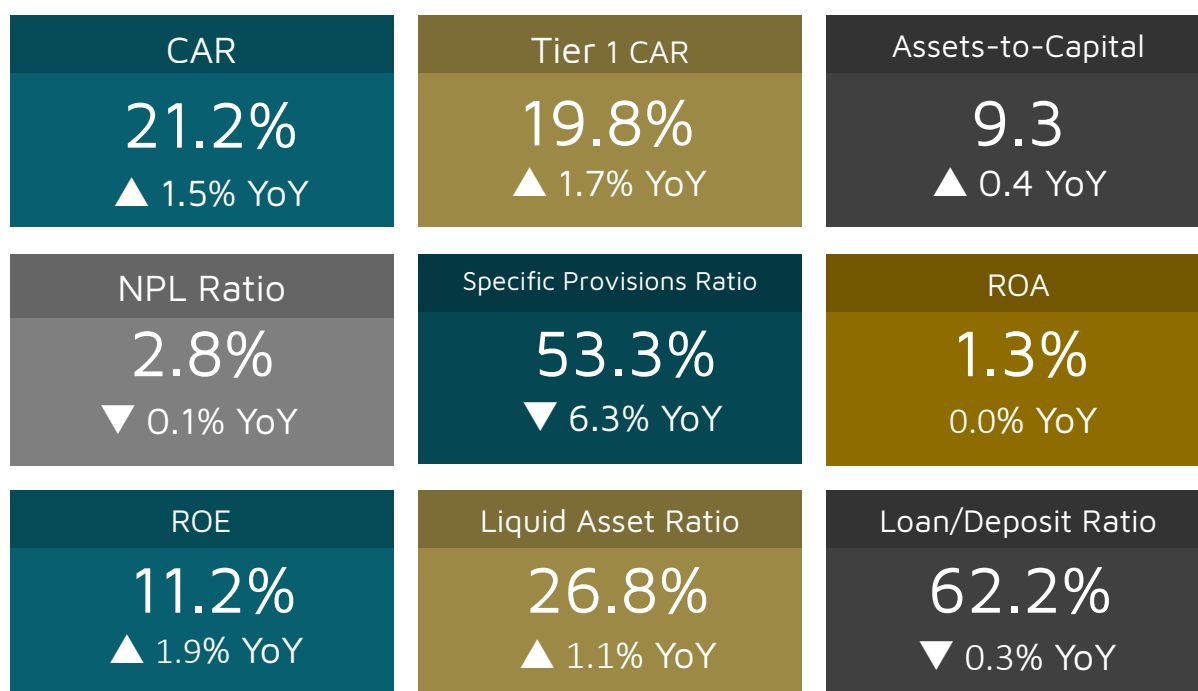 CAR
21.2%
▲ 1.5% YoY
Tier 1 CAR
19.8%
▲ 1.7% YoY
Assets-to-Capital
9.3
▲ 0.4 YoY
NPL Ratio
2.8%
▼ 0.1% YoY
Specific Provisions Ratio
53.3%
▼ 6.3% YoY
ROA
1.3%
0.0% YoY
ROE
11.2%
▲ 1.9% YoY
Liquid Asset Ratio
26.8%
▲ 1.1% YoY
Loan/Deposit Ratio
62.2%
▼ 0.3% YoY